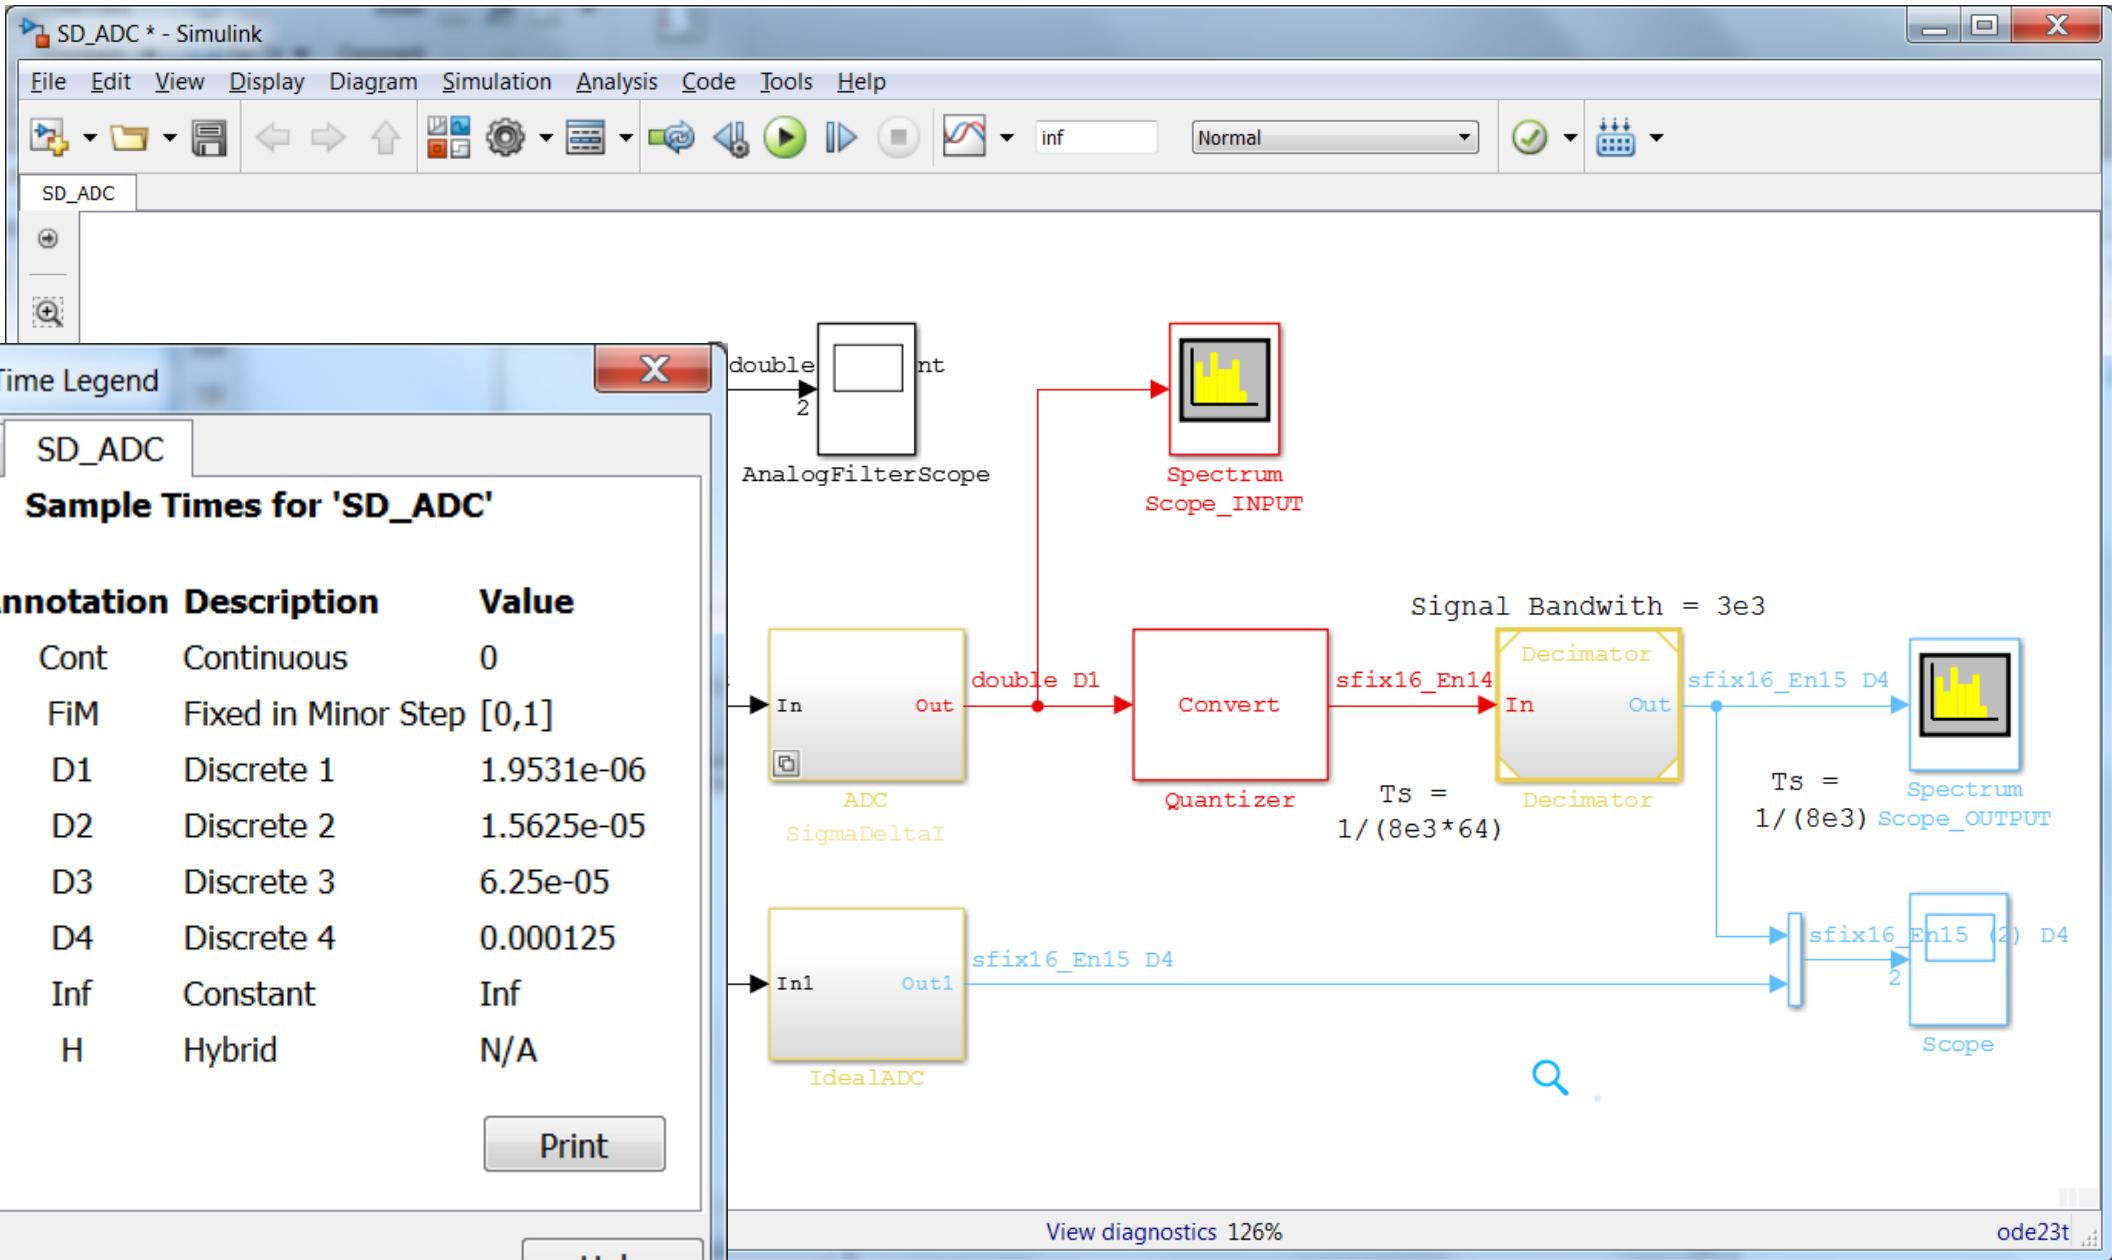 SD_ADC * - Simulink
File Edit View Display Diagram Simulation Analysis Code Tools Help
inf
Normal
SD_ADC
Time Legend
SD_ADC
Sample Times for 'SD_ADC'
nnotation Description Value
Cont Continuous 0
FiM Fixed in Minor Step [0,1]
D1 Discrete 1 1.9531e-06
D2 Discrete 2 1.5625e-05
D3 Discrete 3 6.25e-05
D4 Discrete 4 0.000125
Inf Constant Inf
H Hybrid N/A
Print
double
nt
2
AnalogFilterScope
Spectrum
Scope_INPUT
Signal Bandwith = 3e3
In
Out
ADC
SigmaDeltaI
double D1
Convert
Quantizer
sfix16_En14
Ts =
1/(8e3*64)
Decimator
In
Out
Decimator
sfix16_En15 D4
Ts =
1/(8e3)
Spectrum
Scope_OUTPUT
In1
Out1
IdealADC
sfix16_En15 D4
sfix16_En15 (2) D4
2
Scope
View diagnostics 126%
ode23t